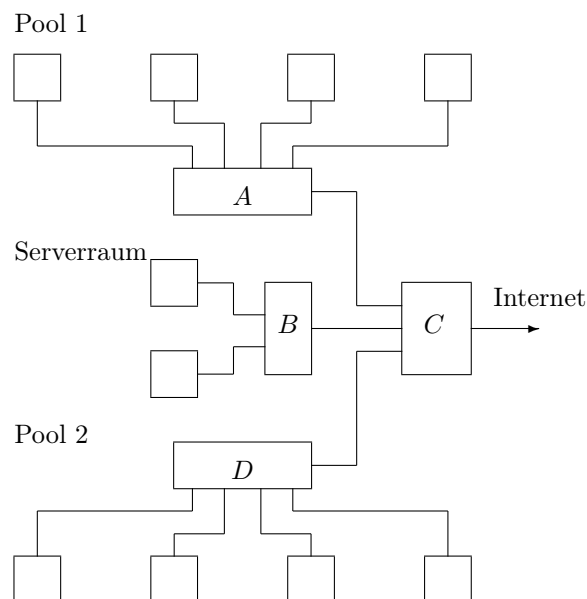 Pool 1
A
Serverraum
B
C
Internet
Pool 2
D